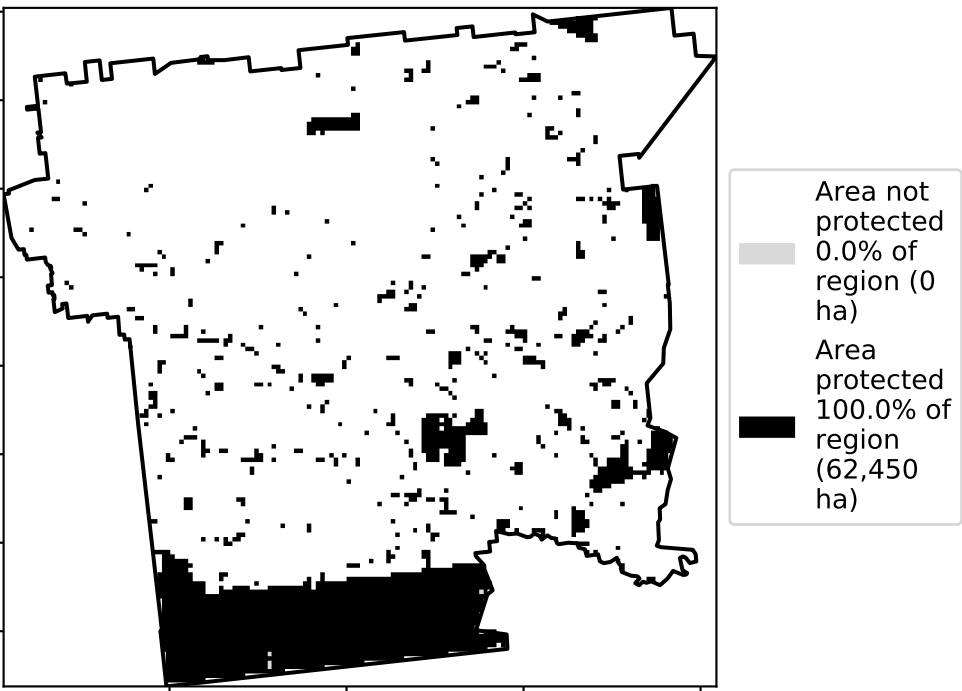 Area not
protected
0.0% of
region (0
ha)
Area
protected
100.0% of
region
(62,450
ha)